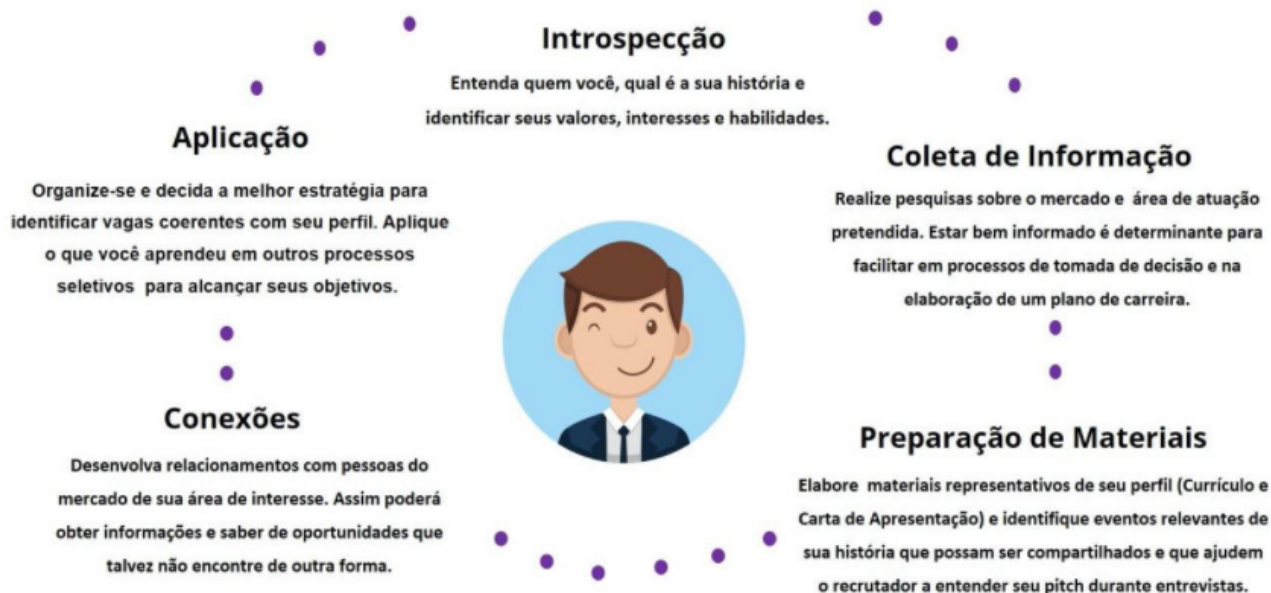 Introspecção
Entenda quem você, qual é a sua história e
identificar seus valores, interesses e habilidades.
Coleta de Informação
Realize pesquisas sobre o mercado e área de atuação
pretendida. Estar bem informado é determinante para
facilitar em processos de tomada de decisão e na
elaboração de um plano de carreira.
Preparação de Materiais
Elabore materiais representativos de seu perfil (Currículo e
Carta de Apresentação) e identifique eventos relevantes de
sua história que possam ser compartilhados e que ajudem
o recrutador a entender seu pitch durante entrevistas.
Conexões
Desenvolva relacionamentos com pessoas do
mercado de sua área de interesse. Assim poderá
obter informações e saber de oportunidades que
talvez não encontre de outra forma.
Aplicação
Organize-se e decida a melhor estratégia para
identificar vagas coerentes com seu perfil. Aplique
o que você aprendeu em outros processos
seletivos para alcançar seus objetivos.